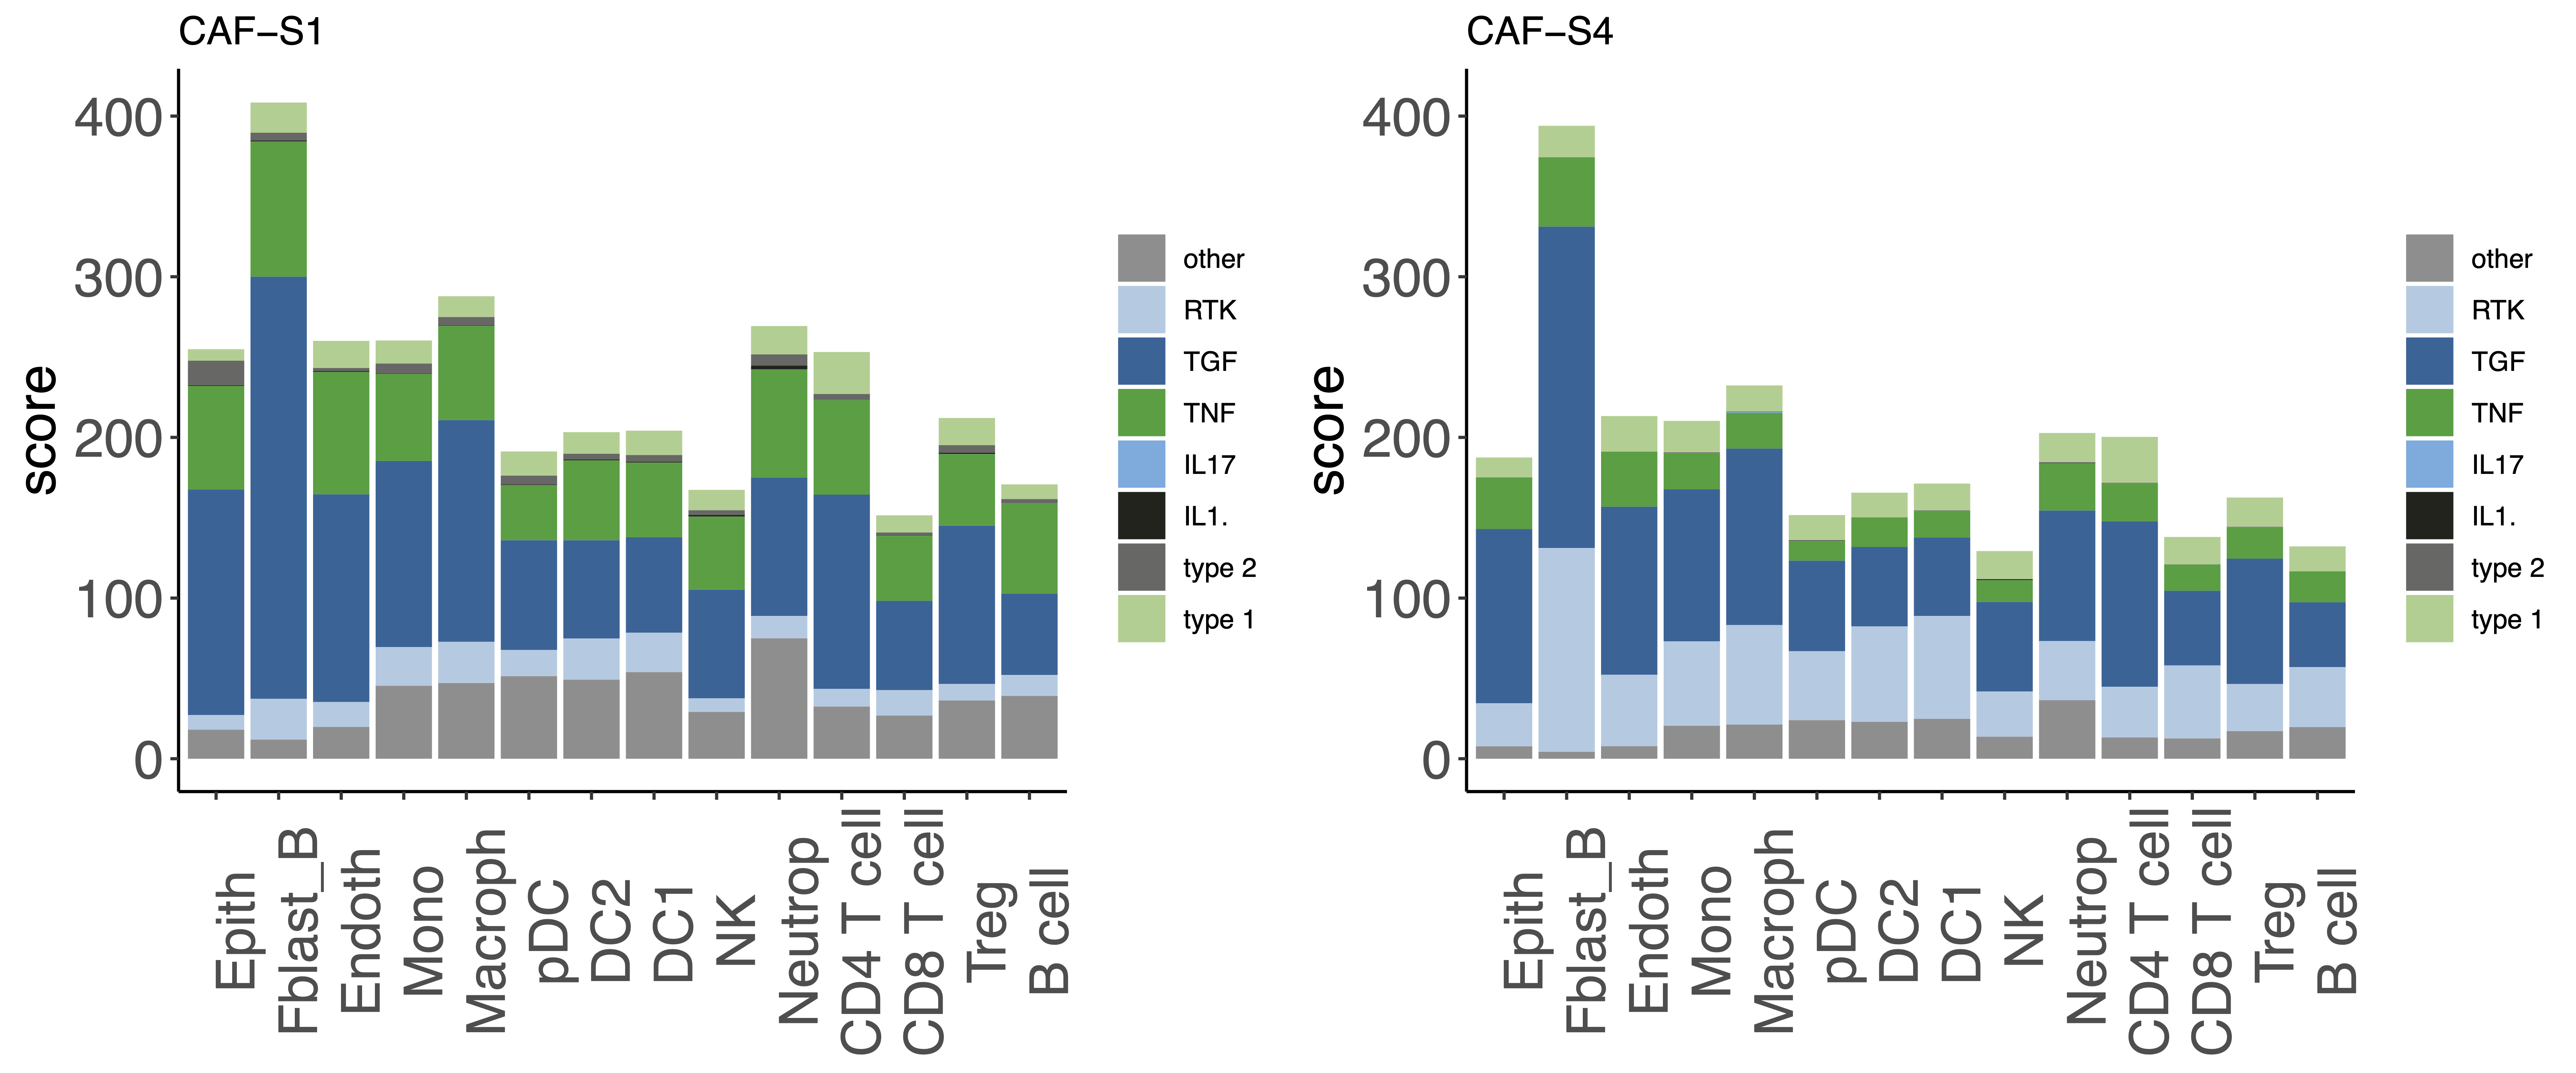 CAF−S1
score
400
300
200
100
0
Epith
Fblast_B
Endoth
Mono
Macroph
pDC
DC2
DC1
NK
Neutrop
CD4 T cell
CD8 T cell
Treg
B cell
other
RTK
TGF
TNF
IL17
IL1.
type 2
type 1
CAF−S4
score
400
300
200
100
0
Epith
Fblast_B
Endoth
Mono
Macroph
pDC
DC2
DC1
NK
Neutrop
CD4 T cell
CD8 T cell
Treg
B cell
other
RTK
TGF
TNF
IL17
IL1.
type 2
type 1